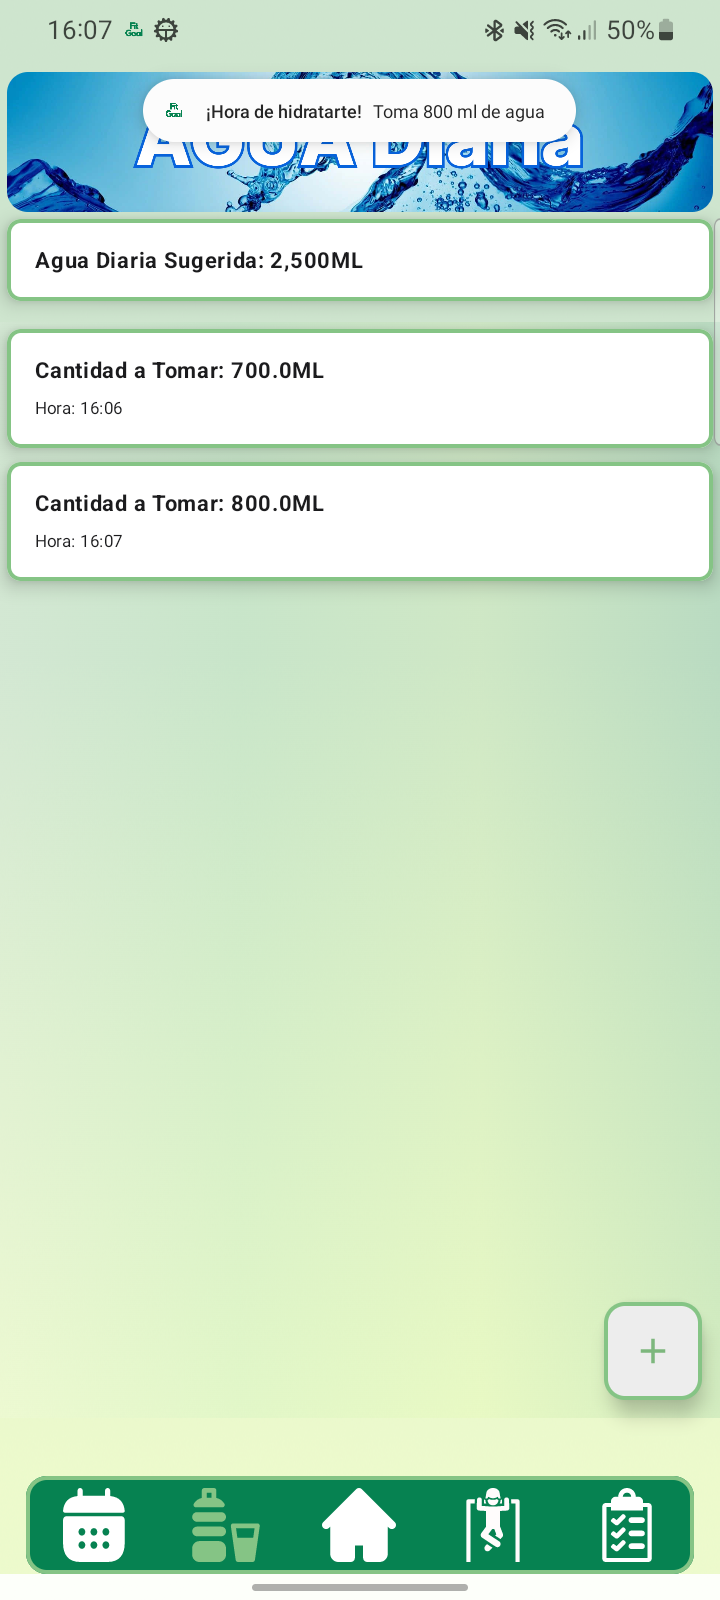 16:07 Fit Goal 50%
Fit Goal ¡Hora de hidratarte! Toma 800 ml de agua
AGUA Diaria
Agua Diaria Sugerida: 2,500ML
Cantidad a Tomar: 700.0ML
Hora: 16:06
Cantidad a Tomar: 800.0ML
Hora: 16:07